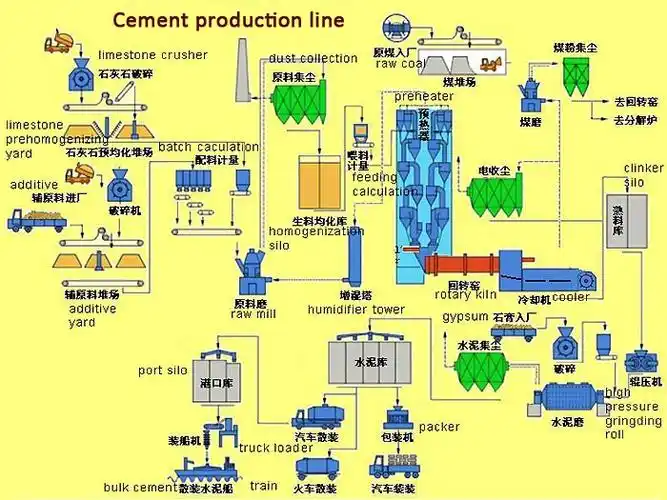 Cement production line
limestone crusher
石灰石破碎
limestone
prehomogenizing
yard
石灰石预均化堆场
additive
辅原料进厂
破碎机
辅原料堆场
additive
yard
batch caculation
配料计量
dust collection
原料集尘
生料均化库
homogenization
silo
原料磨
raw mill
喂料
计量
feeding
calculation
增湿塔
humidifier tower
原煤入厂
raw coal
煤堆场
preheater
预热器
煤粉集尘
煤磨
去回转窑
去分解炉
电收尘
clinker
silo
熟料库
回转窑
rotary kiln
冷却机
cooler
gypsum
石膏入厂
破碎
辊压机
high
pressure
gringding
roll
水泥磨
水泥集尘
水泥库
port silo
港口库
装船机
truck loader
bulk cement
散装水泥船
汽车散装
train
火车散装
包装机
packer
汽车袋装